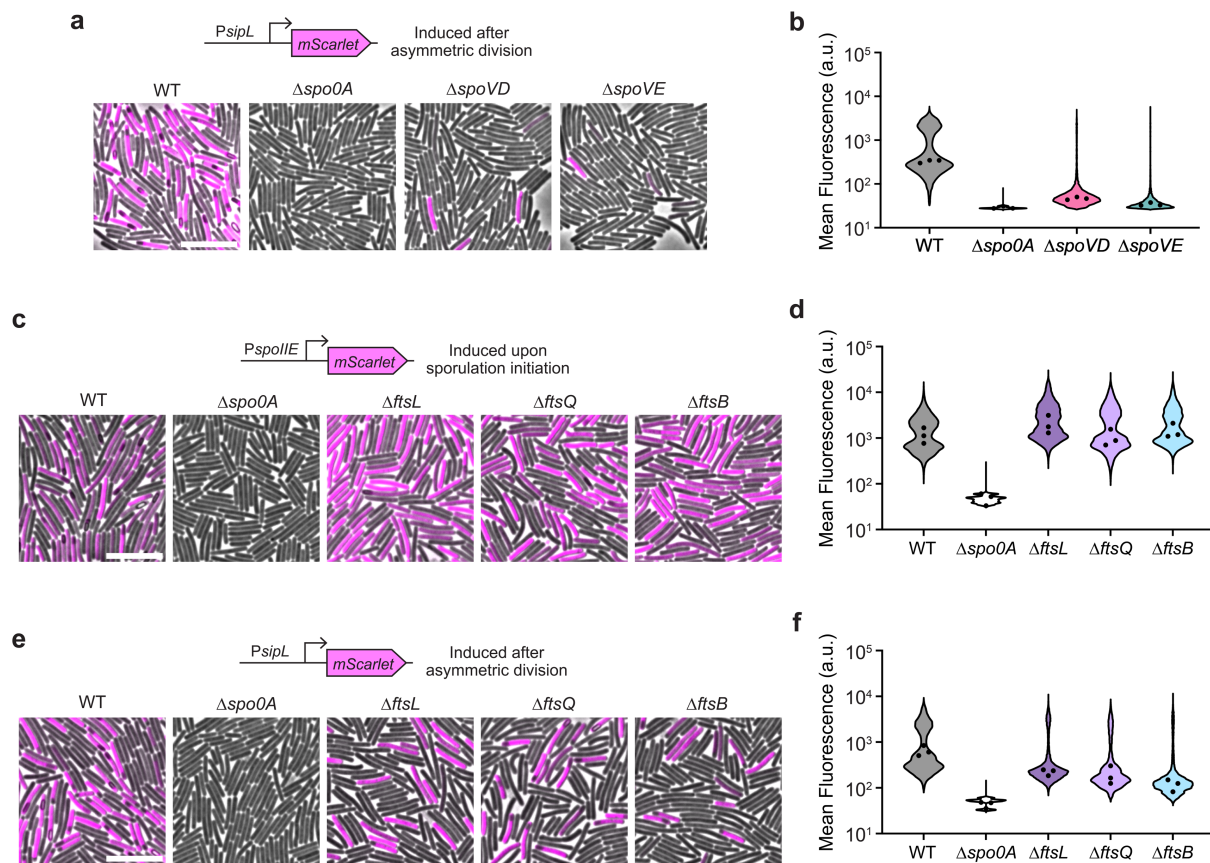 a
PsipL
mScarlet
Induced after
asymmetric division
WT
Δspo0A
ΔspoVD
ΔspoVE
b
Mean Fluorescence (a.u.)
10⁵
10⁴
10³
10²
10¹
WT
Δspo0A
ΔspoVD
ΔspoVE
c
PspoIIE
mScarlet
Induced upon
sporulation initiation
WT
Δspo0A
ΔftsL
ΔftsQ
ΔftsB
d
Mean Fluorescence (a.u.)
10⁵
10⁴
10³
10²
10¹
WT
Δspo0A
ΔftsL
ΔftsQ
ΔftsB
e
PsipL
mScarlet
Induced after
asymmetric division
WT
Δspo0A
ΔftsL
ΔftsQ
ΔftsB
f
Mean Fluorescence (a.u.)
10⁵
10⁴
10³
10²
10¹
WT
Δspo0A
ΔftsL
ΔftsQ
ΔftsB